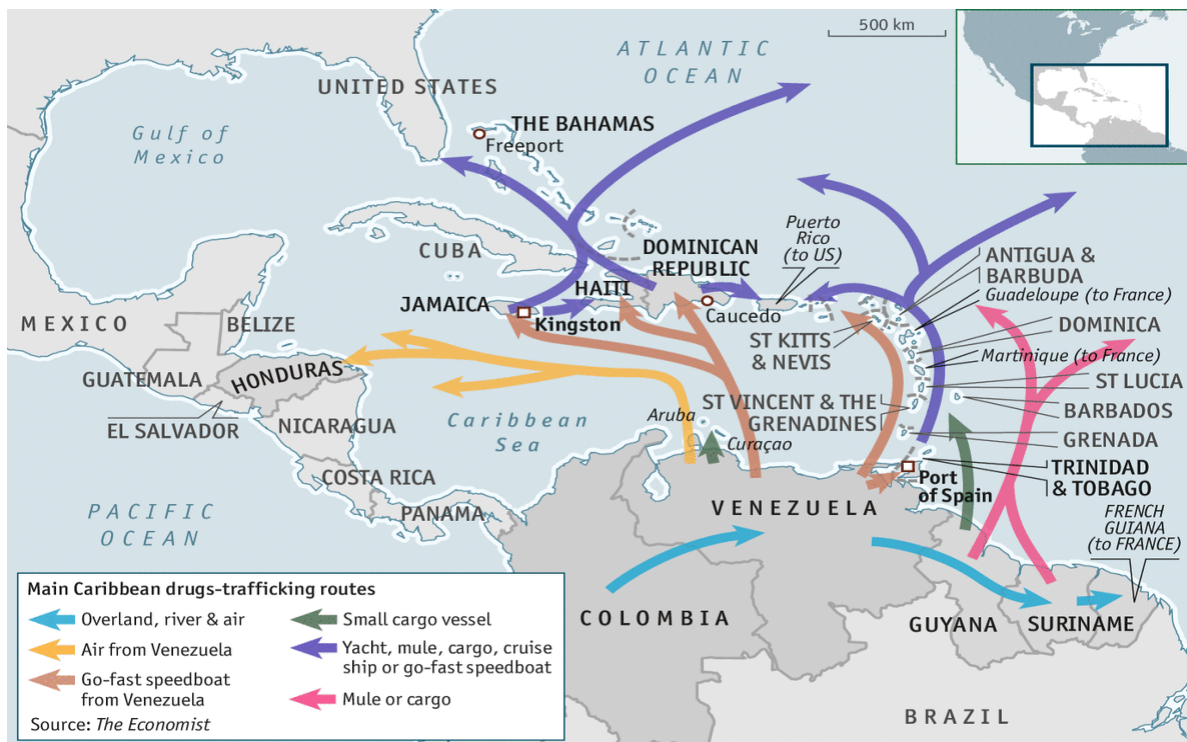 500 km
ATLANTIC
OCEAN
UNITED STATES
Gulf of
Mexico
THE BAHAMAS
Freeport
CUBA
DOMINICAN
REPUBLIC
Puerto
Rico
(to US)
ANTIGUA &
BARBUDA
Guadeloupe (to France)
HAITI
JAMAICA
Kingston
Caucedo
MEXICO
BELIZE
ST KITTS
& NEVIS
DOMINICA
Martinique (to France)
GUATEMALA
HONDURAS
ST LUCIA
ST VINCENT & THE
GRENADINES
BARBADOS
EL SALVADOR
NICARAGUA
Caribbean
Sea
Aruba
Curaçao
GRENADA
COSTA RICA
TRINIDAD
& TOBAGO
Port
of Spain
PANAMA
VENEZUELA
PACIFIC
OCEAN
FRENCH
GUIANA
(to FRANCE)
COLOMBIA
GUYANA
SURINAME
BRAZIL
Main Caribbean drugs-trafficking routes
Overland, river & air
Air from Venezuela
Go-fast speedboat
from Venezuela
Small cargo vessel
Yacht, mule, cargo, cruise
ship or go-fast speedboat
Mule or cargo
Source: The Economist